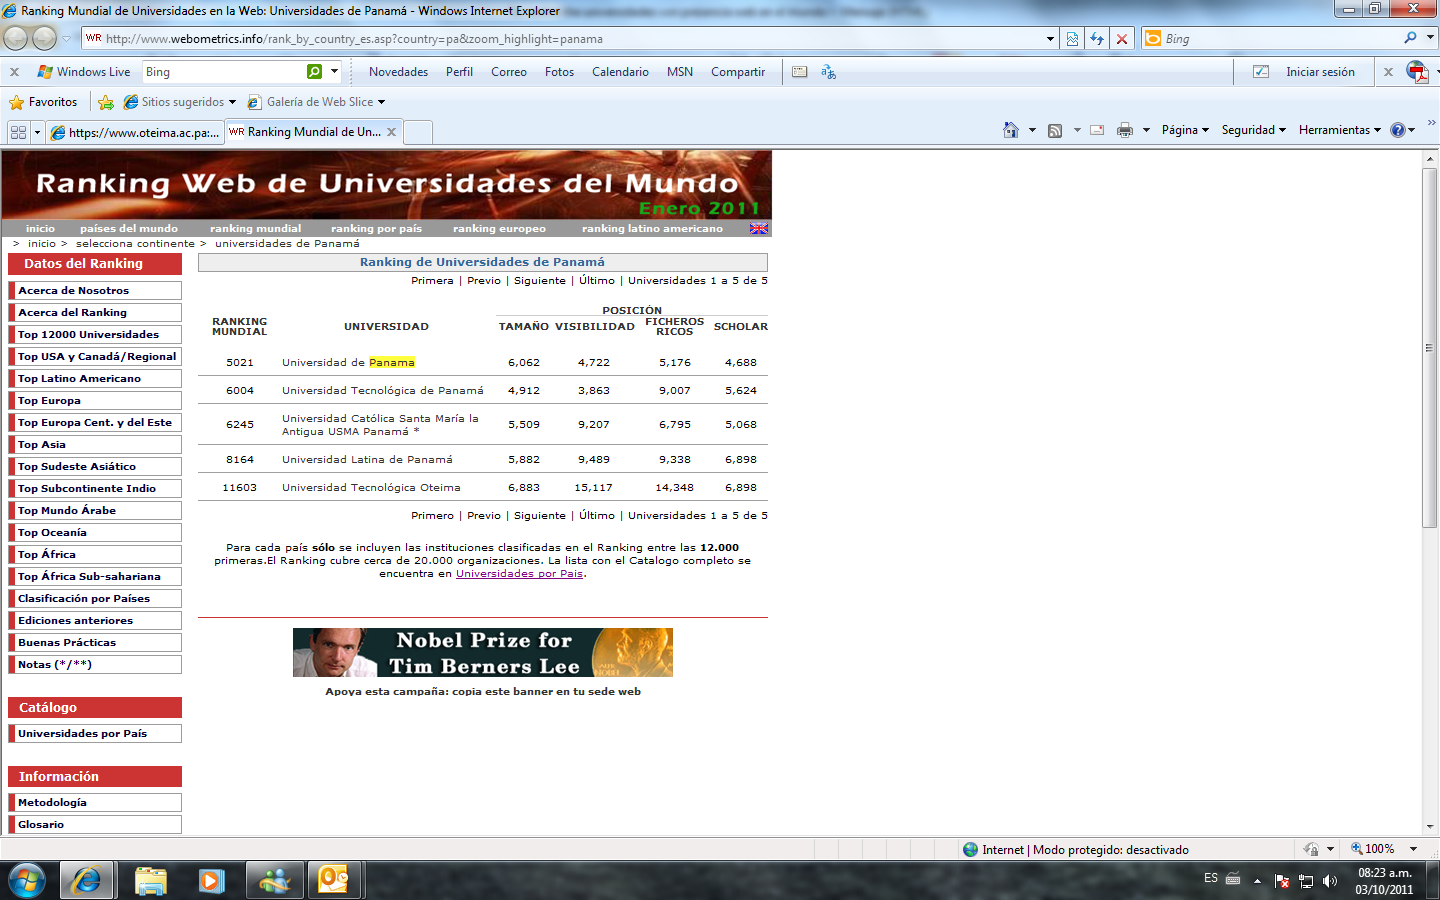 Ranking Mundial de Universidades en la Web: Universidades de Panamá - Windows Internet Explorer
http://www.webometrics.info/rank_by_country_es.asp?country=pa&zoom_highlight=panama
Bing
Windows Live Bing Novedades Perfil Correo Fotos Calendario MSN Compartir Iniciar sesión
Favoritos Sitios sugeridos Galería de Web Slice
https://www.oteima.ac.pa:... WR Ranking Mundial de Un... Página Seguridad Herramientas
Ranking Web de Universidades del Mundo
Enero 2011
inicio países del mundo ranking mundial ranking por país ranking europeo ranking latino americano
> inicio > selecciona continente > universidades de Panamá
Datos del Ranking
Acerca de Nosotros
Acerca del Ranking
Top 12000 Universidades
Top USA y Canadá/Regional
Top Latino Americano
Top Europa
Top Europa Cent. y del Este
Top Asia
Top Sudeste Asiático
Top Subcontinente Indio
Top Mundo Árabe
Top Oceanía
Top África
Top África Sub-sahariana
Clasificación por Países
Ediciones anteriores
Buenas Prácticas
Notas (*/**)
Catálogo
Universidades por País
Información
Metodología
Glosario
Ranking de Universidades de Panamá
Primera | Previo | Siguiente | Último | Universidades 1 a 5 de 5
POSICIÓN
RANKING MUNDIAL UNIVERSIDAD TAMAÑO VISIBILIDAD FICHEROS RICOS SCHOLAR
5021 Universidad de Panama 6,062 4,722 5,176 4,688
6004 Universidad Tecnológica de Panamá 4,912 3,863 9,007 5,624
6245 Universidad Católica Santa María la Antigua USMA Panamá * 5,509 9,207 6,795 5,068
8164 Universidad Latina de Panamá 5,882 9,489 9,338 6,898
11603 Universidad Tecnológica Oteima 6,883 15,117 14,348 6,898
Primero | Previo | Siguiente | Último | Universidades 1 a 5 de 5
Para cada país sólo se incluyen las instituciones clasificadas en el Ranking entre las 12.000
primeras.El Ranking cubre cerca de 20.000 organizaciones. La lista con el Catalogo completo se
encuentra en Universidades por Pais.
Nobel Prize for
Tim Berners Lee
Apoya esta campaña: copia este banner en tu sede web
Internet | Modo protegido: desactivado
100%
ES
08:23 a.m.
03/10/2011